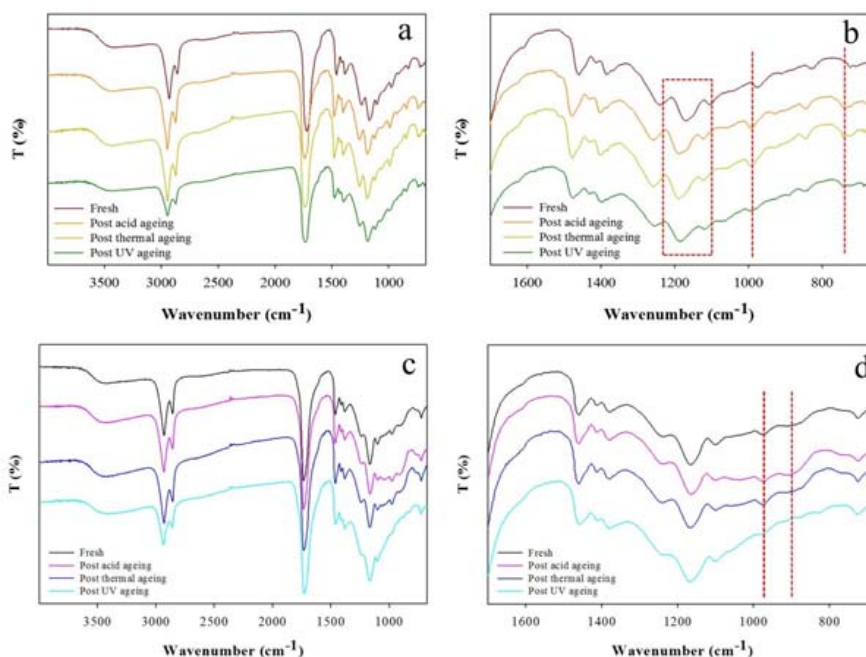 a
T (%)
Fresh
Post acid ageing
Post thermal ageing
Post UV ageing
3500 3000 2500 2000 1500 1000
Wavenumber (cm⁻¹)
b
T (%)
Fresh
Post acid ageing
Post thermal ageing
Post UV ageing
1600 1400 1200 1000 800
Wavenumber (cm⁻¹)
c
T (%)
Fresh
Post acid ageing
Post thermal ageing
Post UV ageing
3500 3000 2500 2000 1500 1000
Wavenumber (cm⁻¹)
d
T (%)
Fresh
Post acid ageing
Post thermal ageing
Post UV ageing
1600 1400 1200 1000 800
Wavenumber (cm⁻¹)